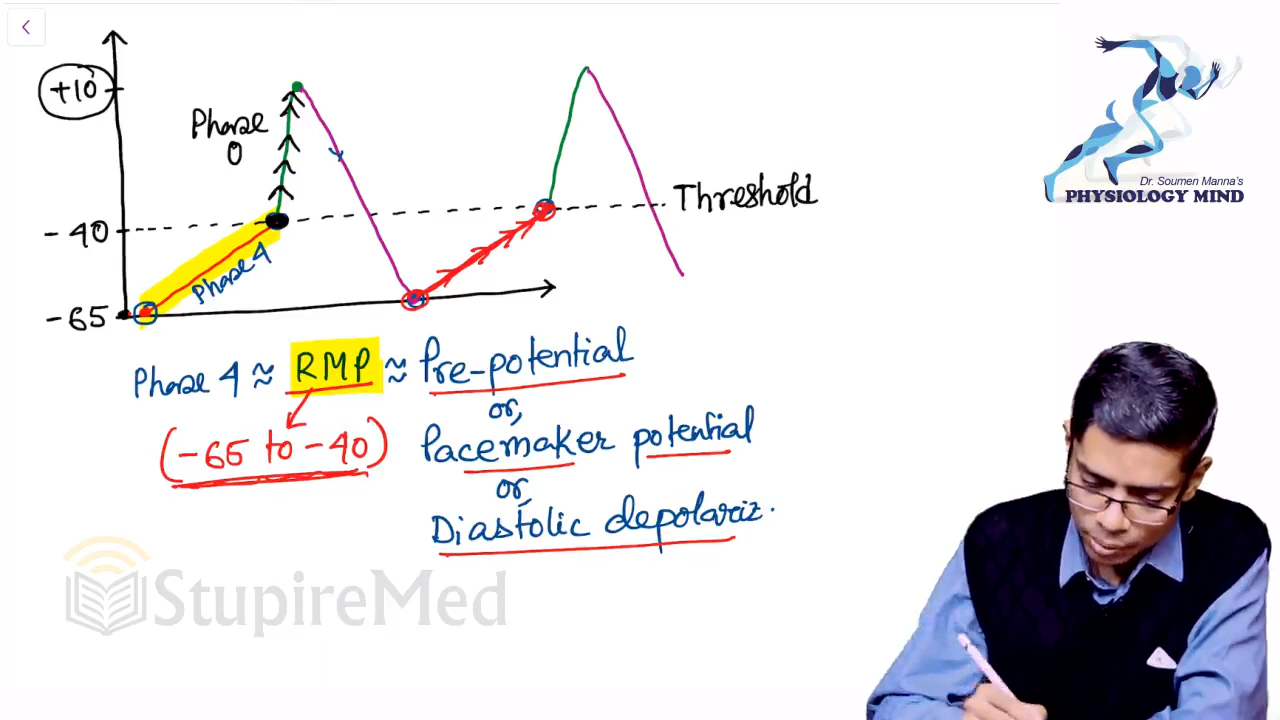 +10
Phase
0
Threshold
-40
Phase 4
-65
Phase 4 ≈ RMP ≈ Pre-potential
or,
(-65 to -40) Pacemaker potential
or,
Diastolic depolariz.
Dr. Soumen Manna's
PHYSIOLOGY MIND
StupireMed